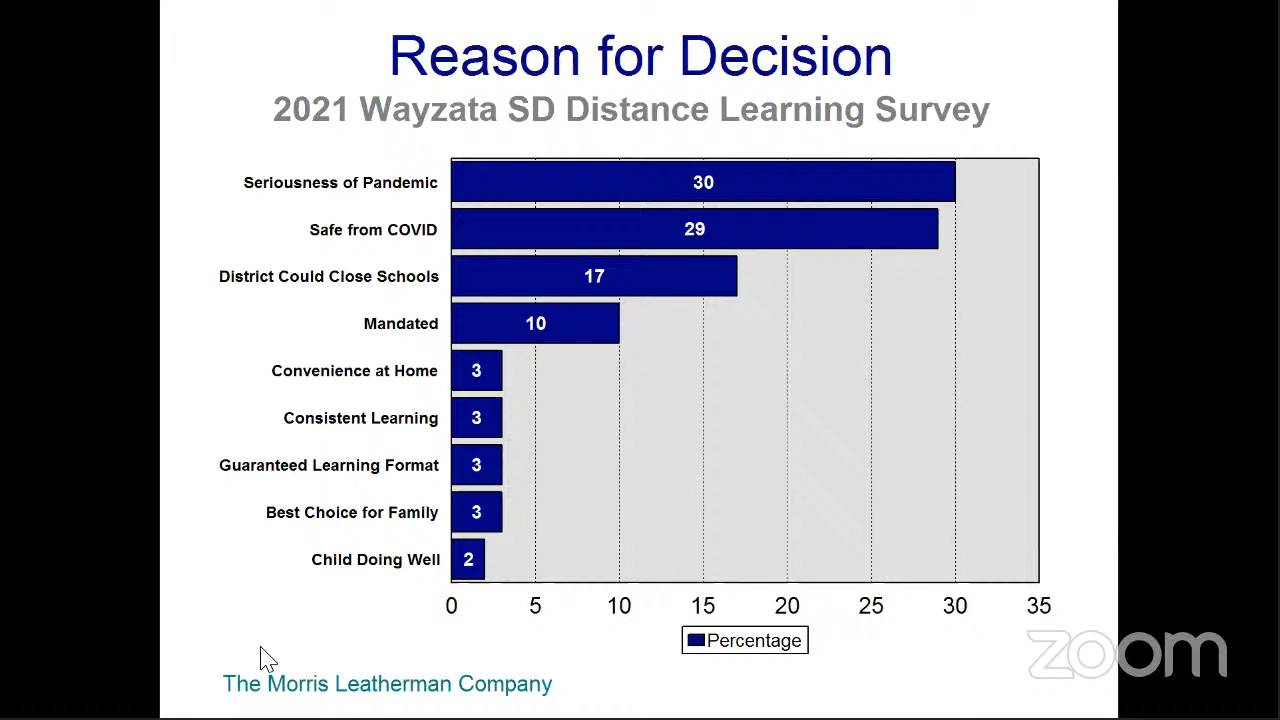 Reason for Decision
2021 Wayzata SD Distance Learning Survey
Seriousness of Pandemic 30
Safe from COVID 29
District Could Close Schools 17
Mandated 10
Convenience at Home 3
Consistent Learning 3
Guaranteed Learning Format 3
Best Choice for Family 3
Child Doing Well 2
0 5 10 15 20 25 30 35
Percentage
zoom
The Morris Leatherman Company